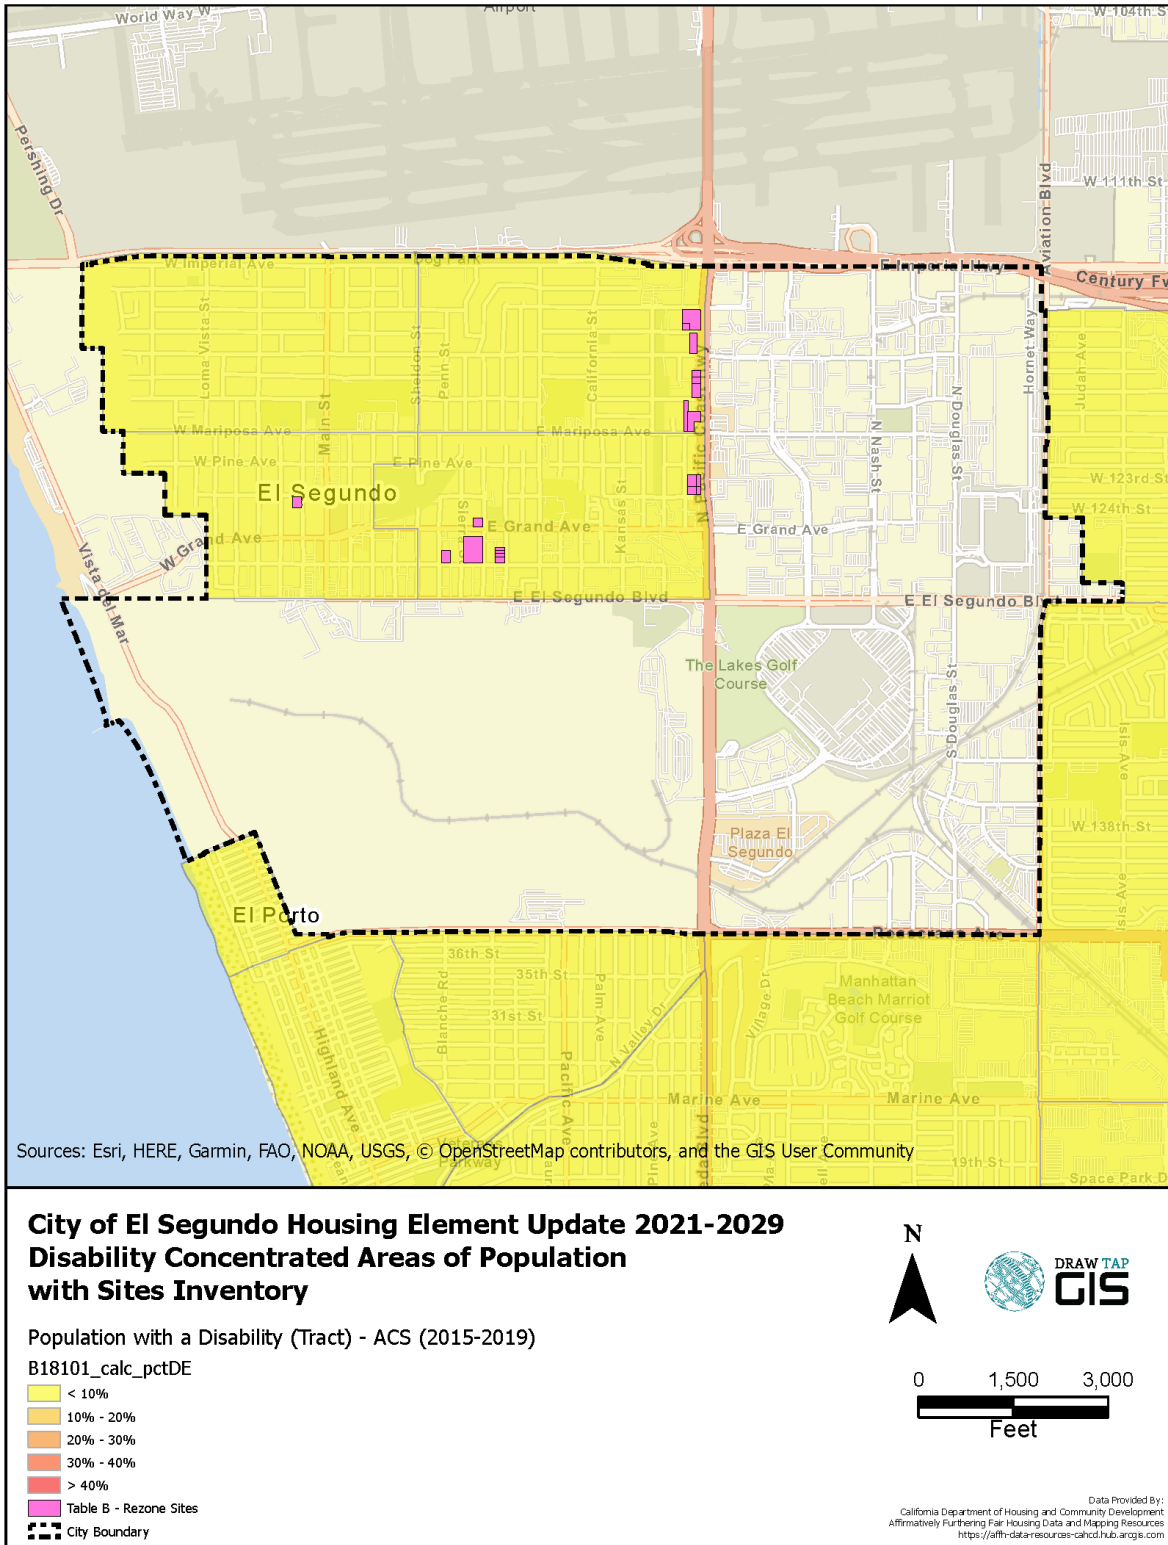 Airport
World Way W
W 104th St
Pershing Dr
Aviation Blvd
W 111th St
W Imperial Ave
Dog Park
E Imperial Hwy
Century Fw
Loma Vista St
Sheldon St
Penn St
California St
Hornet Way
Judah Ave
Main St
N Douglas St
N Nash St
W Mariposa Ave
E Mariposa Ave
W Pine Ave
E Pine Ave
W 123rd St
El Segundo
Kansas St
W 124th St
E Grand Ave
E Grand Ave
W Grand Ave
Vista del Mar
E El Segundo Blvd
E El Segundo Blvd
The Lakes Golf
Course
S Douglas St
Isis Ave
Plaza El
Segundo
W 138th St
El Porto
Isis Ave
36th St
35th St
31st St
Blanche Rd
Palm Ave
N Valley Dr
Village Dr
Manhattan
Beach Marriot
Golf Course
Highland Ave
Pacific Ave
Marine Ave
Marine Ave
Veterans
Parkway
Pine Ave
19th St
Space Park D
Sources: Esri, HERE, Garmin, FAO, NOAA, USGS, © OpenStreetMap contributors, and the GIS User Community
City of El Segundo Housing Element Update 2021-2029
Disability Concentrated Areas of Population
with Sites Inventory
Population with a Disability (Tract) - ACS (2015-2019)
B18101_calc_pctDE
< 10%
10% - 20%
20% - 30%
30% - 40%
> 40%
Table B - Rezone Sites
City Boundary
N
DRAW TAP
GIS
0 1,500 3,000
Feet
Data Provided By:
California Department of Housing and Community Development
Affirmatively Furthering Fair Housing Data and Mapping Resources
https://affh-data-resources-cahcd.hub.arcgis.com